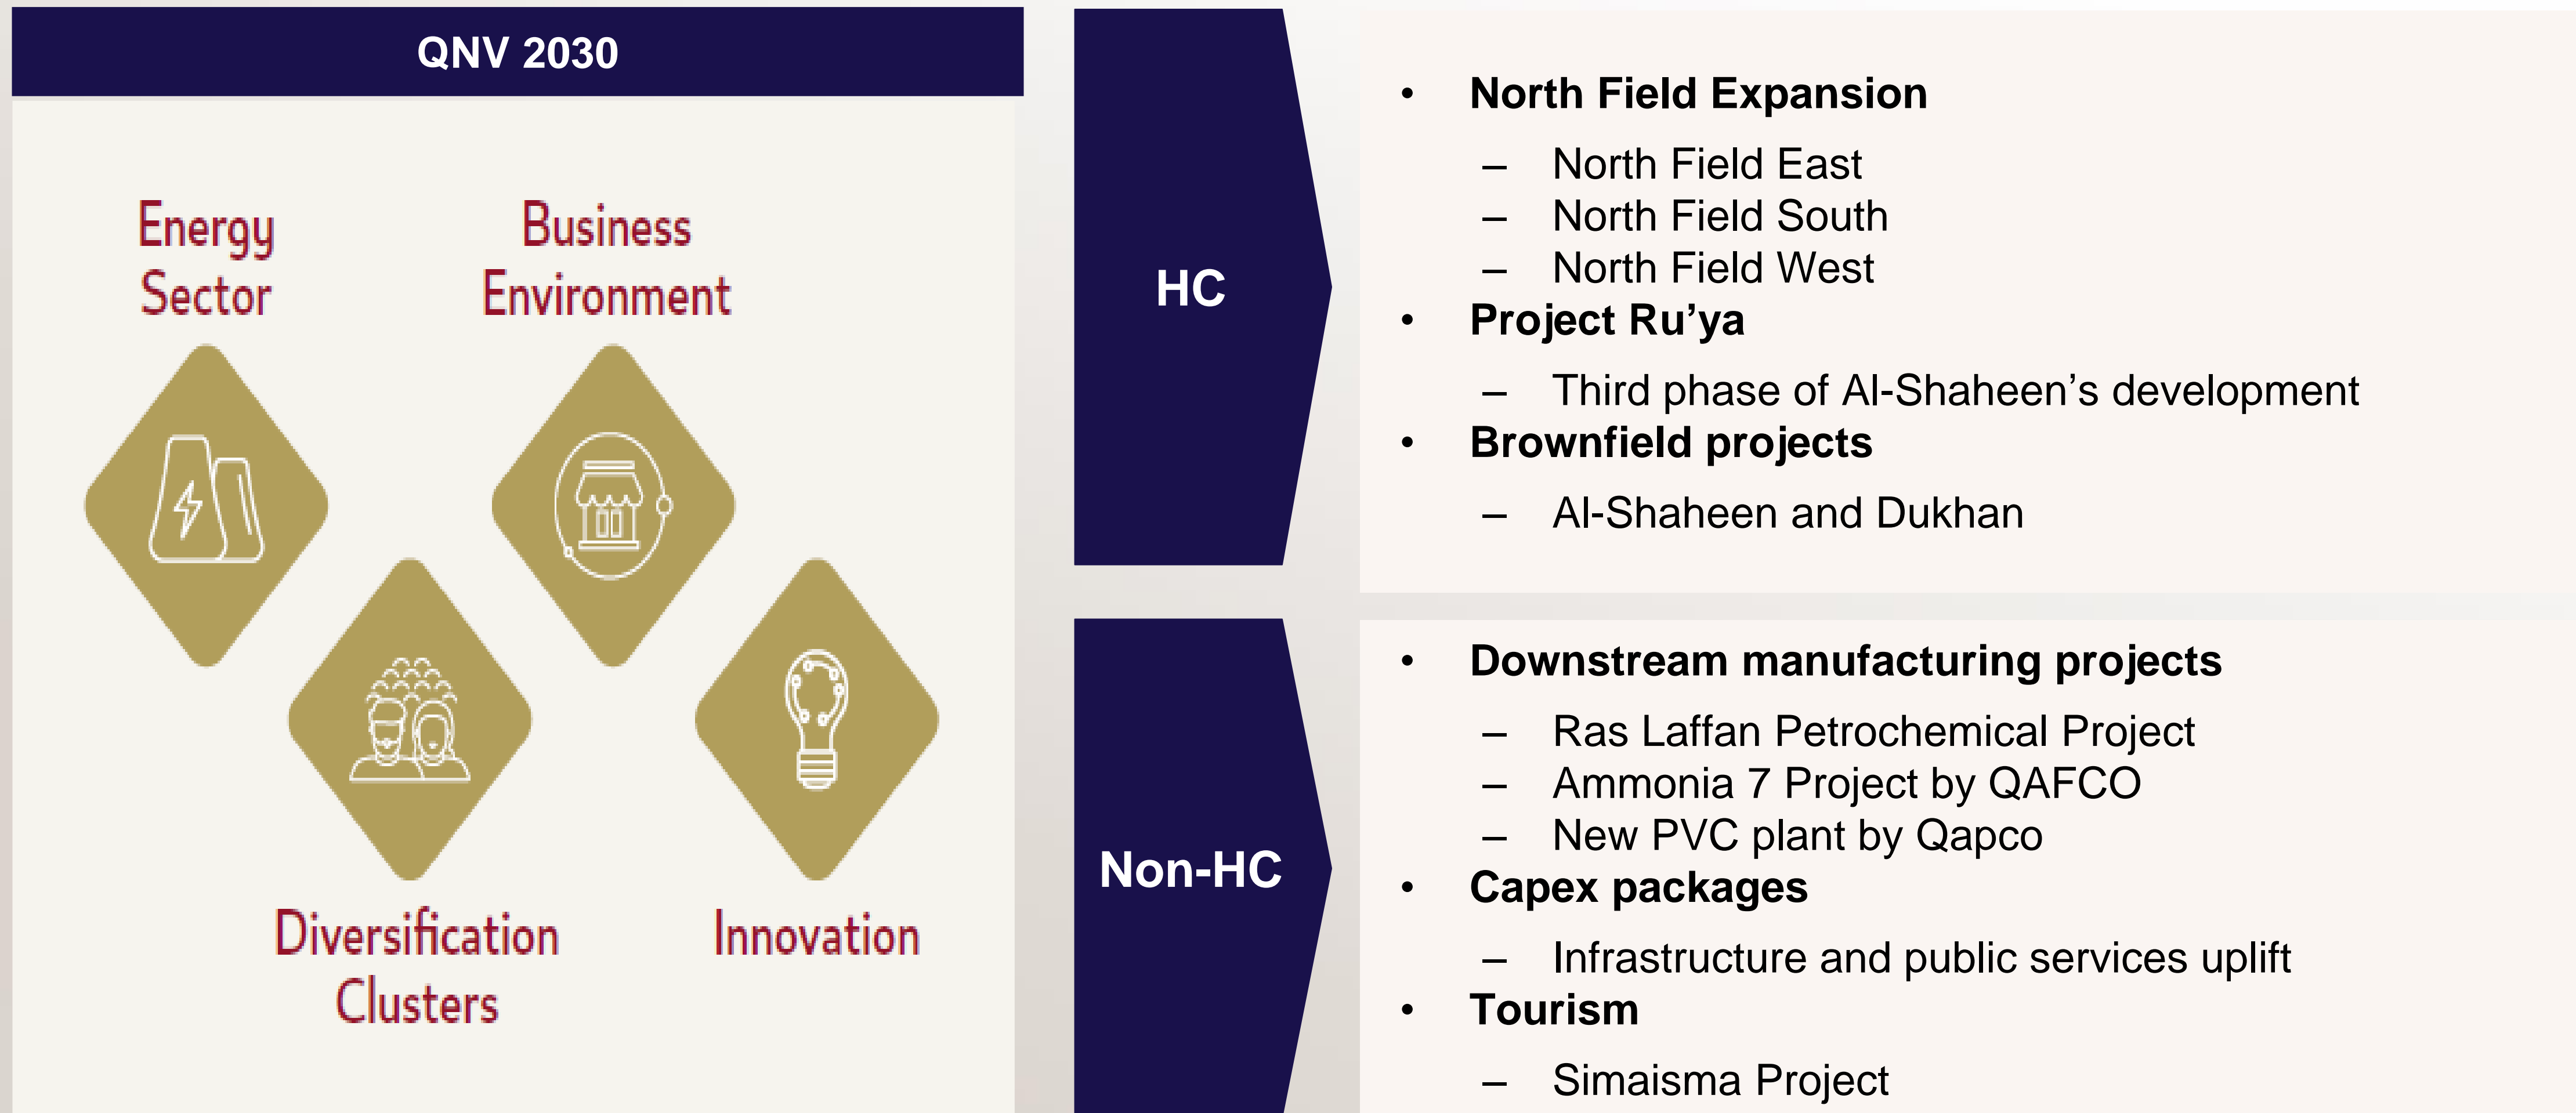 QNV 2030
Energy
Sector
Business
Environment
Diversification
Clusters
Innovation
HC
• North Field Expansion
– North Field East
– North Field South
– North Field West
• Project Ru’ya
– Third phase of Al-Shaheen’s development
• Brownfield projects
– Al-Shaheen and Dukhan
Non-HC
• Downstream manufacturing projects
– Ras Laffan Petrochemical Project
– Ammonia 7 Project by QAFCO
– New PVC plant by Qapco
• Capex packages
– Infrastructure and public services uplift
• Tourism
– Simaisma Project